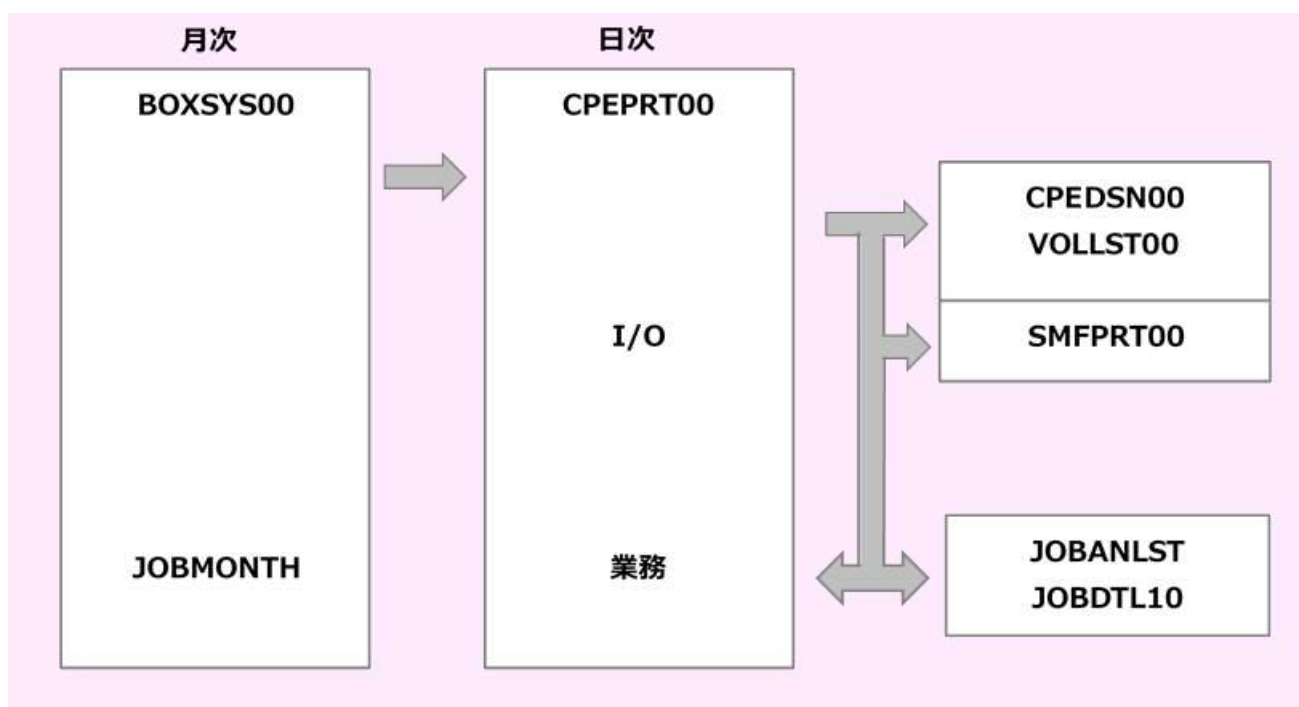 月次
日次
BOXSYS00
CPEPRT00
CPEDSN00
VOLLST00
I/O
SMFPRT00
JOBMONTH
業務
JOBANLST
JOBDTL10